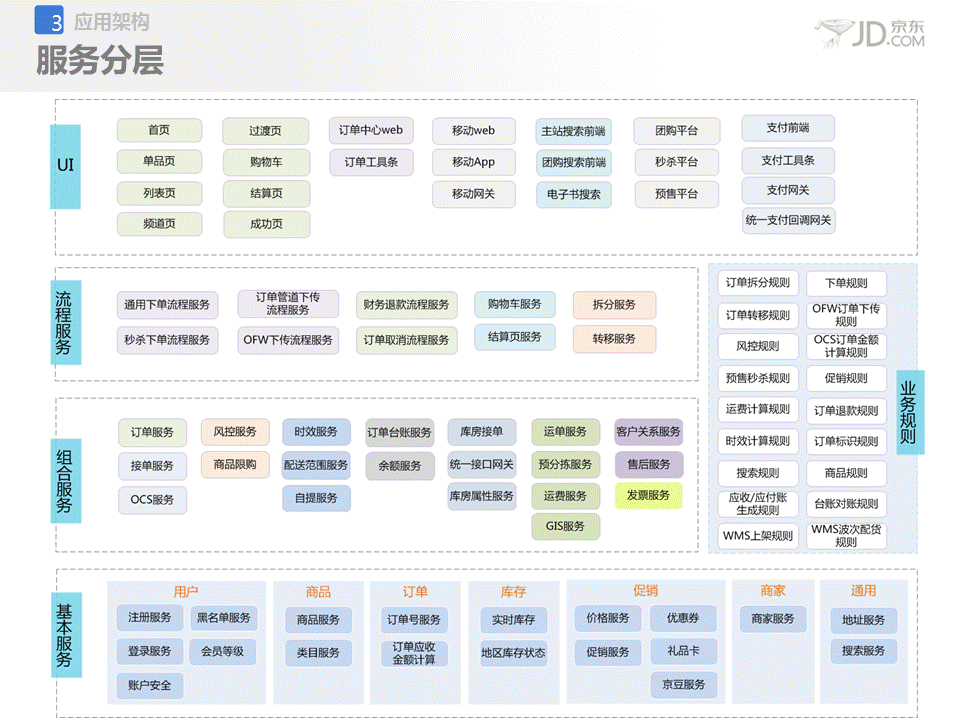 3 应用架构
服务分层
JD 京东
.COM
UI
首页
单品页
列表页
频道页
过渡页
购物车
结算页
成功页
订单中心web
订单工具条
移动web
移动App
移动网关
主站搜索前端
团购搜索前端
电子书搜索
团购平台
秒杀平台
预售平台
支付前端
支付工具条
支付网关
统一支付回调网关
流程服务
通用下单流程服务
秒杀下单流程服务
订单管道下传
流程服务
OFW下传流程服务
财务退款流程服务
订单取消流程服务
购物车服务
结算页服务
拆分服务
转移服务
业务规则
订单拆分规则
下单规则
订单转移规则
OFW订单下传
规则
风控规则
OCS订单金额
计算规则
预售秒杀规则
促销规则
运费计算规则
订单退款规则
时效计算规则
订单标识规则
搜索规则
商品规则
应收/应付账
生成规则
台账对账规则
WMS上架规则
WMS波次配货
规则
组合服务
订单服务
接单服务
OCS服务
风控服务
商品限购
时效服务
配送范围服务
自提服务
订单台账服务
余额服务
库房接单
统一接口网关
库房属性服务
运单服务
预分拣服务
运费服务
GIS服务
客户关系服务
售后服务
发票服务
基本服务
用户
注册服务
黑名单服务
登录服务
会员等级
账户安全
商品
商品服务
类目服务
订单
订单号服务
订单应收
金额计算
库存
实时库存
地区库存状态
促销
价格服务
优惠券
促销服务
礼品卡
京豆服务
商家
商家服务
通用
地址服务
搜索服务